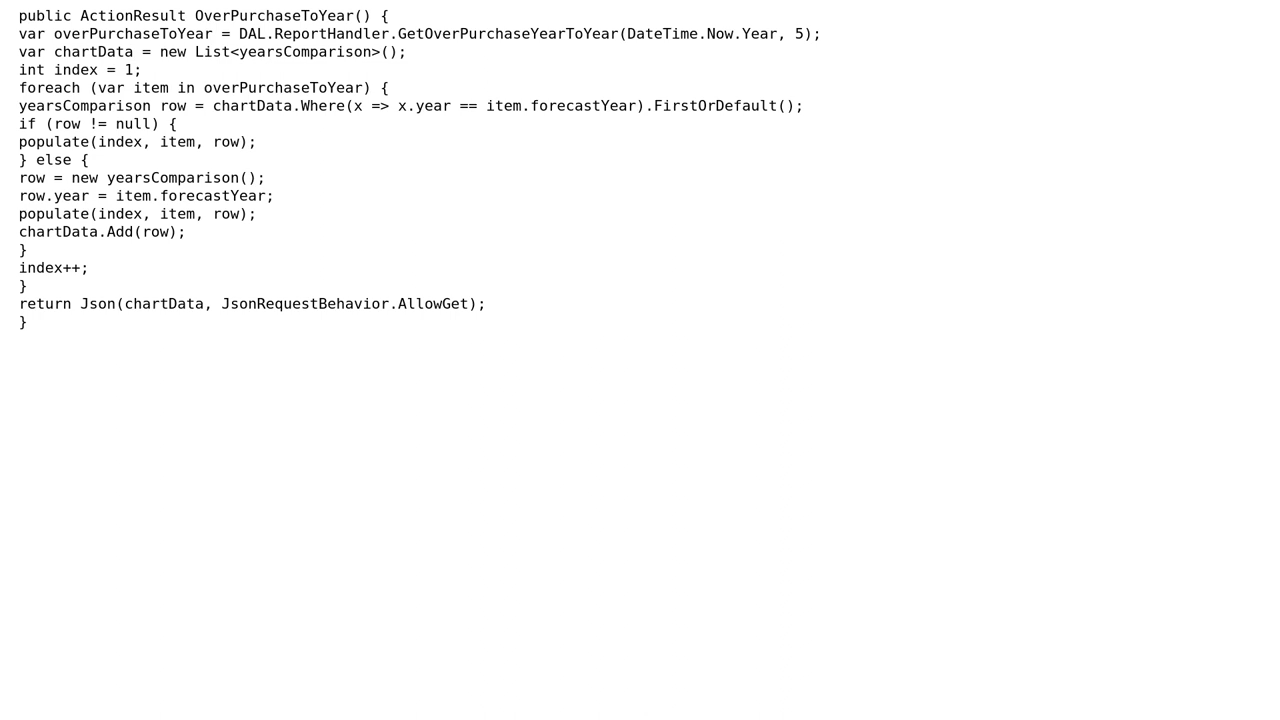 public ActionResult OverPurchaseToYear() {
var overPurchaseToYear = DAL.ReportHandler.GetOverPurchaseYearToYear(DateTime.Now.Year, 5);
var chartData = new List<yearsComparison>();
int index = 1;
foreach (var item in overPurchaseToYear) {
yearsComparison row = chartData.Where(x => x.year == item.forecastYear).FirstOrDefault();
if (row != null) {
populate(index, item, row);
} else {
row = new yearsComparison();
row.year = item.forecastYear;
populate(index, item, row);
chartData.Add(row);
}
index++;
}
return Json(chartData, JsonRequestBehavior.AllowGet);
}